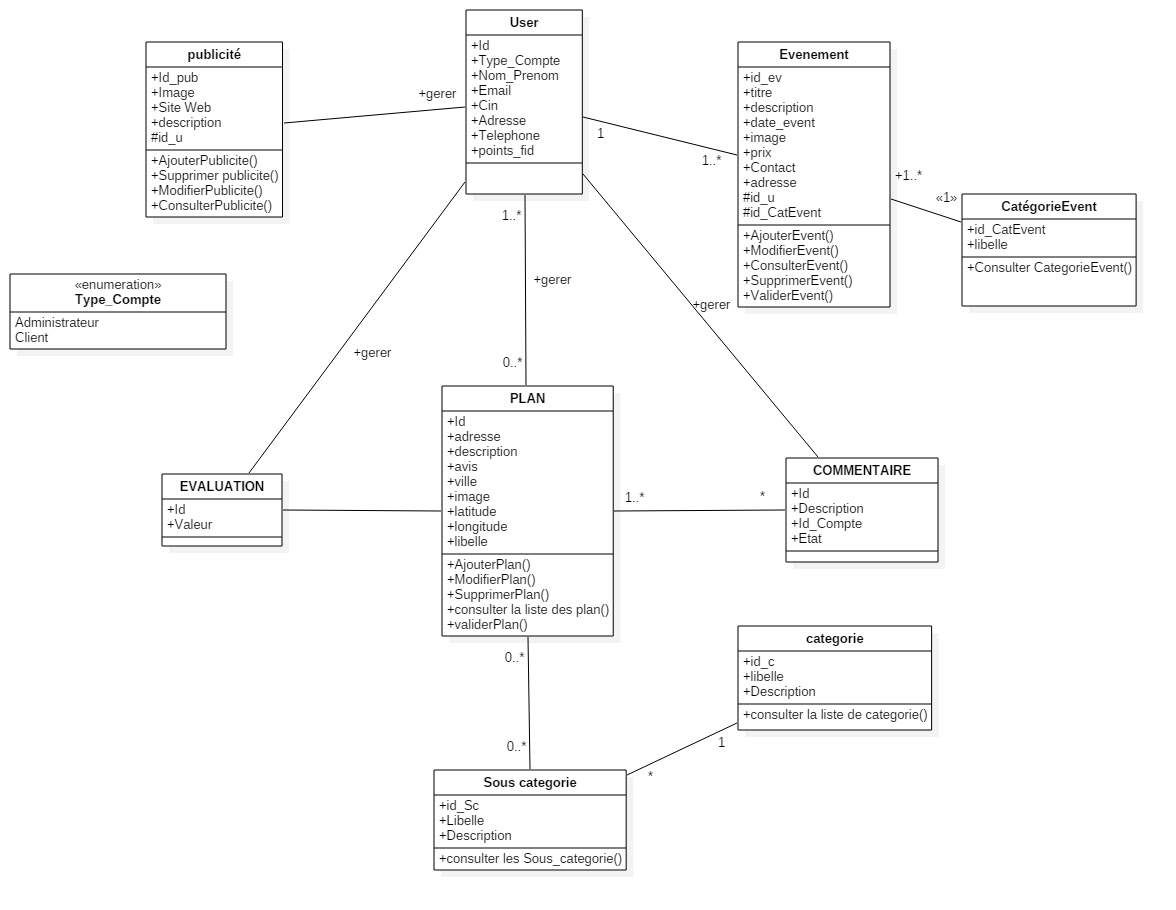 User
+Id
+Type_Compte
+Nom_Prenom
+Email
+Cin
+Adresse
+Telephone
+points_fid
publicité
+Id_pub
+Image
+Site Web
+description
#id_u
+AjouterPublicite()
+Supprimer publicite()
+ModifierPublicite()
+ConsulterPublicite()
+gerer
Evenement
+id_ev
+titre
+description
+date_event
+image
+prix
+Contact
+adresse
#id_u
#id_CatEvent
+AjouterEvent()
+ModifierEvent()
+ConsulterEvent()
+SupprimerEvent()
+ValiderEvent()
1
1..*
+1..*
«1»
CatégorieEvent
+id_CatEvent
+libelle
+Consulter CategorieEvent()
«enumeration»
Type_Compte
Administrateur
Client
1..*
+gerer
0..*
+gerer
+gerer
PLAN
+Id
+adresse
+description
+avis
+ville
+image
+latitude
+longitude
+libelle
+AjouterPlan()
+ModifierPlan()
+SupprimerPlan()
+consulter la liste des plan()
+validerPlan()
EVALUATION
+Id
+Valeur
1..*
*
COMMENTAIRE
+Id
+Description
+Id_Compte
+Etat
categorie
+id_c
+libelle
+Description
+consulter la liste de categorie()
0..*
0..*
1
*
Sous categorie
+id_Sc
+Libelle
+Description
+consulter les Sous_categorie()